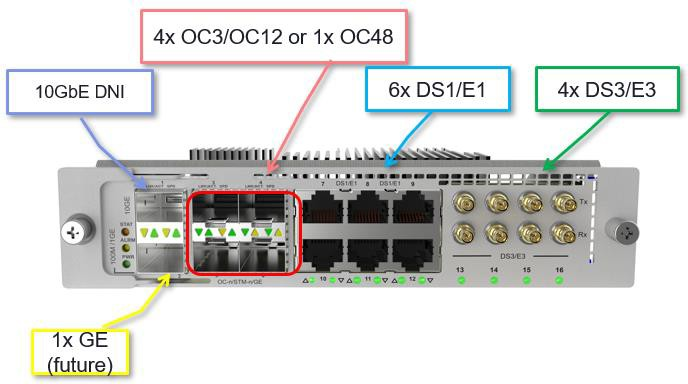 4x OC3/OC12 or 1x OC48
10GbE DNI
6x DS1/E1
4x DS3/E3
LNK/ACT SPD
LNK/ACT SPD LNK/ACT SPD
7 DS1/E1 8 DS1/E1 9
10GE
Tx
STAT
ALRM
Rx
PWR
100M /1GE
DS3/E3
13 14 15 16
OC-n/STM-n/GE
10 11 12
1x GE
(future)